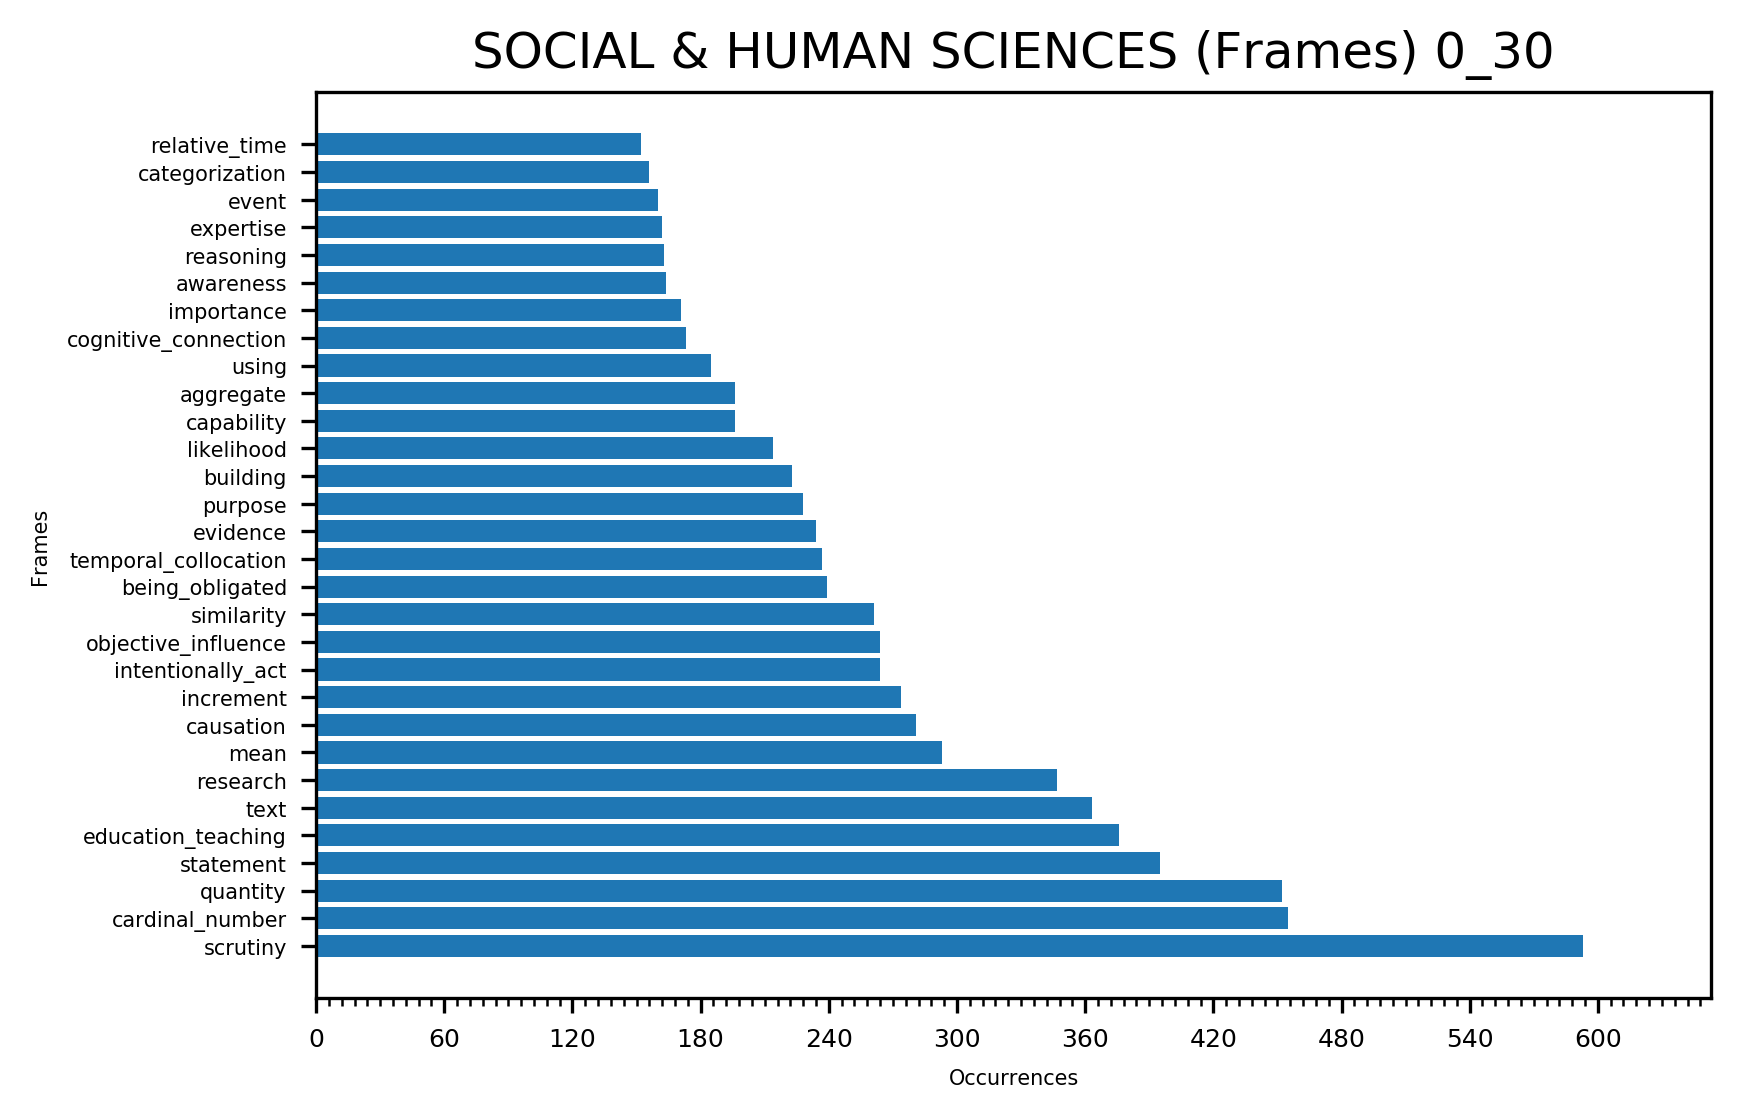 SOCIAL & HUMAN SCIENCES (Frames) 0_30
relative_time
categorization
event
expertise
reasoning
awareness
importance
cognitive_connection
using
aggregate
capability
likelihood
building
purpose
evidence
temporal_collocation
being_obligated
similarity
objective_influence
intentionally_act
increment
causation
mean
research
text
education_teaching
statement
quantity
cardinal_number
scrutiny
Frames
0 60 120 180 240 300 360 420 480 540 600
Occurrences